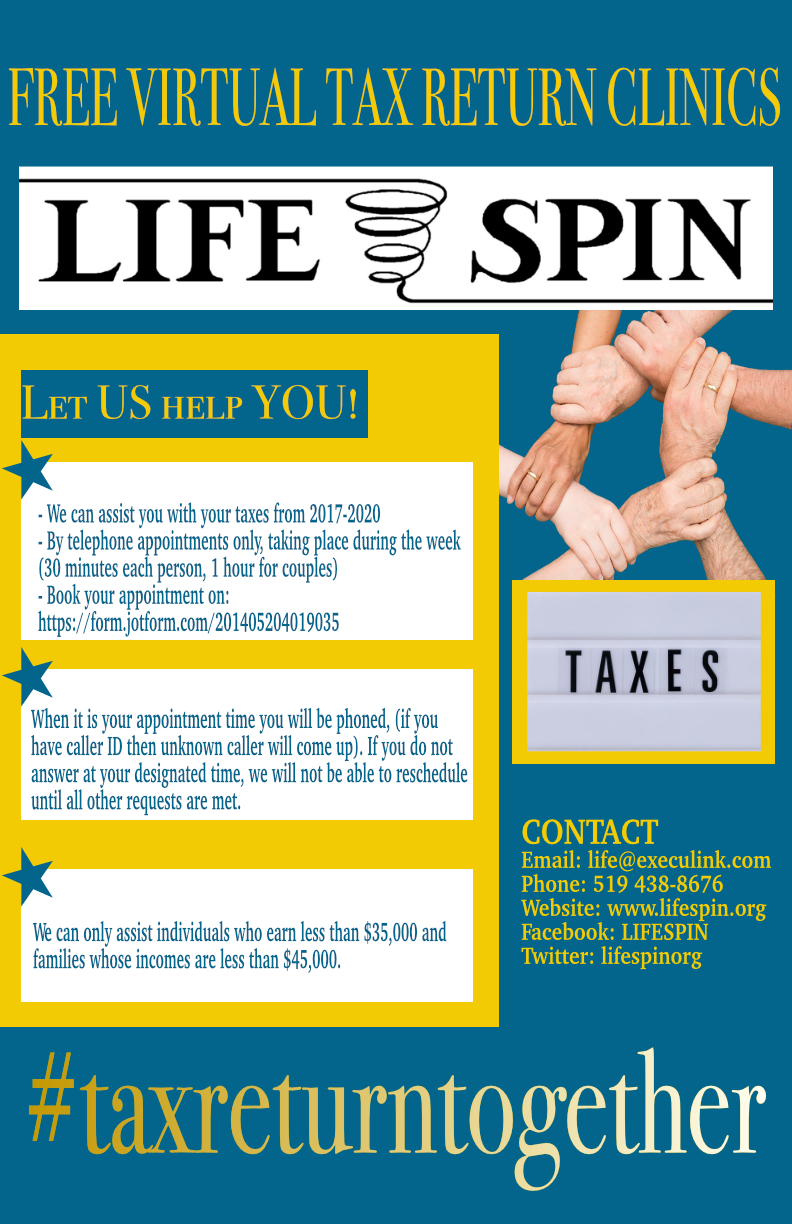 FREE VIRTUAL TAX RETURN CLINICS
LIFE SPIN
LET US HELP YOU!
- We can assist you with your taxes from 2017-2020
- By telephone appointments only, taking place during the week
(30 minutes each person, 1 hour for couples)
- Book your appointment on:
https://form.jotform.com/201405204019035
When it is your appointment time you will be phoned, (if you
have caller ID then unknown caller will come up). If you do not
answer at your designated time, we will not be able to reschedule
until all other requests are met.
We can only assist individuals who earn less than $35,000 and
families whose incomes are less than $45,000.
TAXES
CONTACT
Email: life@execulink.com
Phone: 519 438-8676
Website: www.lifespin.org
Facebook: LIFESPIN
Twitter: lifespinorg
#taxreturntogether